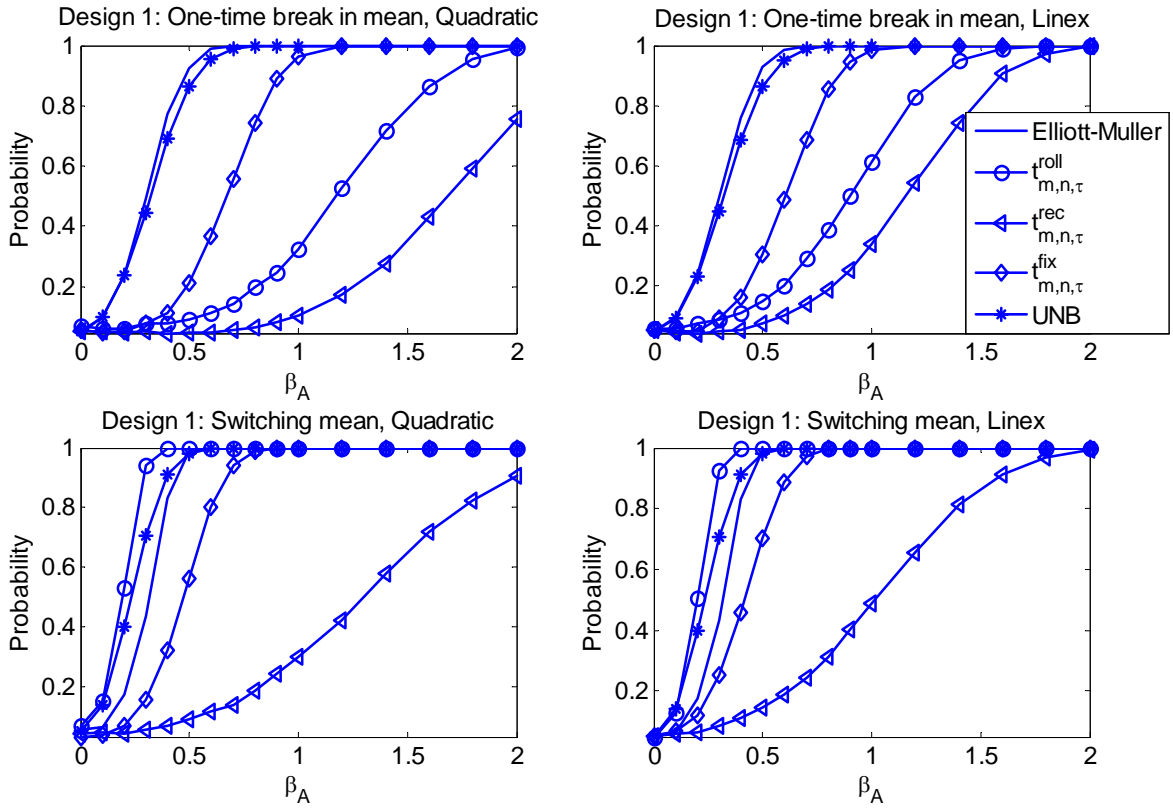 Design 1: One-time break in mean, Quadratic
Probability
1
0.8
0.6
0.4
0.2
0 0.5 1 1.5 2
β_A
Design 1: One-time break in mean, Linex
Probability
1
0.8
0.6
0.4
0.2
0 0.5 1 1.5 2
β_A
Elliott-Muller
t^roll_m,n,τ
t^rec_m,n,τ
t^fix_m,n,τ
UNB
Design 1: Switching mean, Quadratic
Probability
1
0.8
0.6
0.4
0.2
0 0.5 1 1.5 2
β_A
Design 1: Switching mean, Linex
Probability
1
0.8
0.6
0.4
0.2
0 0.5 1 1.5 2
β_A